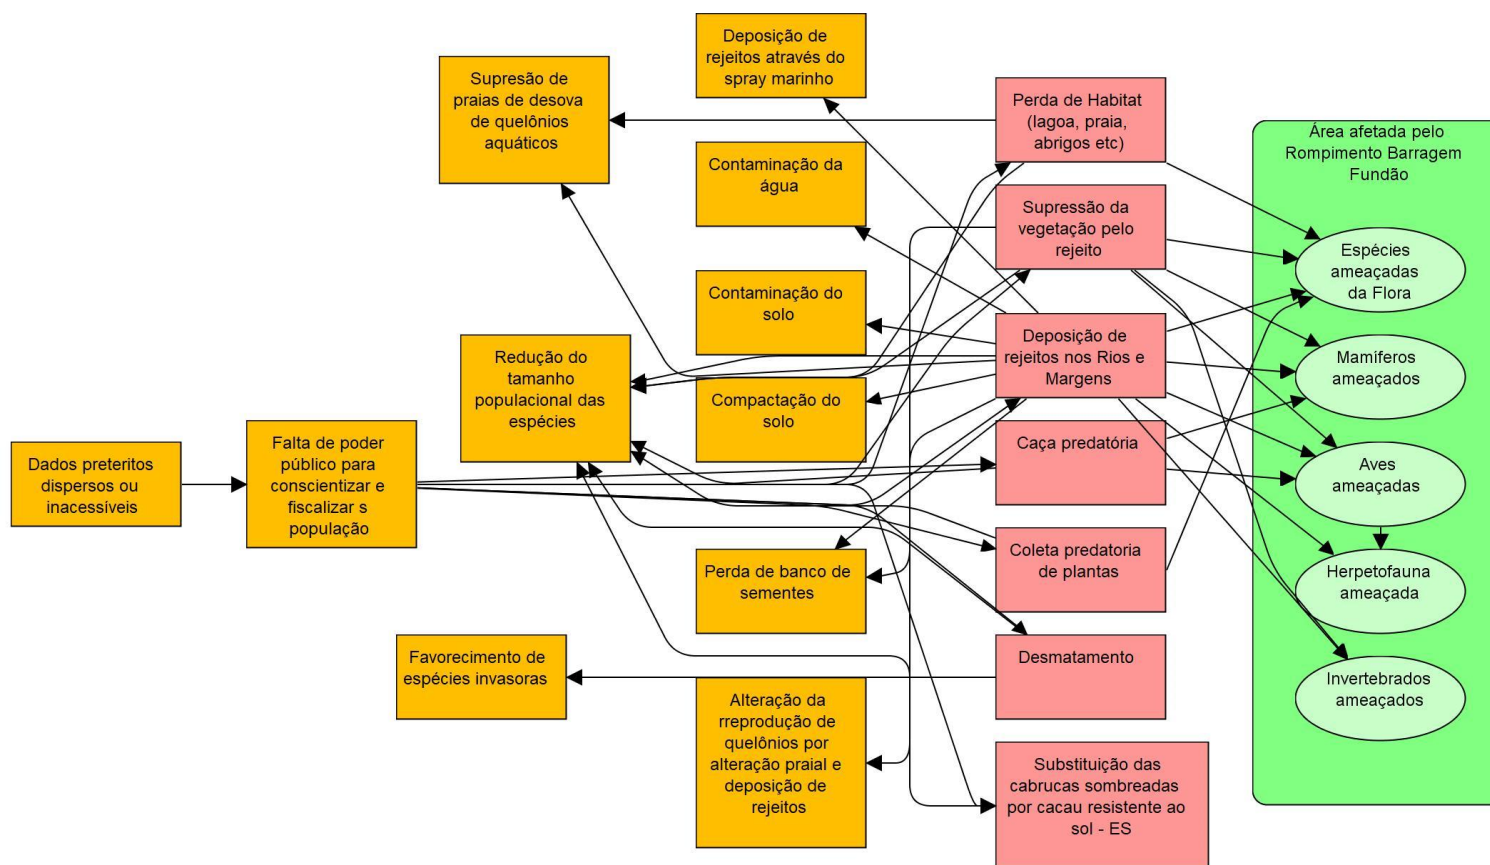 Deposição de
rejeitos através do
spray marinho
Supresão de
praias de desova
de quelônios
aquáticos
Perda de Habitat
(lagoa, praia,
abrigos etc)
Área afetada pelo
Rompimento Barragem
Fundão
Contaminação da
água
Supressão da
vegetação pelo
rejeito
Espécies
ameaçadas
da Flora
Contaminação do
solo
Redução do
tamanho
populacional das
espécies
Deposição de
rejeitos nos Rios e
Margens
Mamíferos
ameaçados
Compactação do
solo
Dados preteritos
dispersos ou
inacessíveis
Falta de poder
público para
conscientizar e
fiscalizar s
população
Caça predatória
Aves
ameaçadas
Perda de banco de
sementes
Coleta predatoria
de plantas
Herpetofauna
ameaçada
Favorecimento de
espécies invasoras
Desmatamento
Invertebrados
ameaçados
Alteração da
rreprodução de
quelônios por
alteração praial e
deposição de
rejeitos
Substituição das
cabrucas sombreadas
por cacau resistente ao
sol - ES